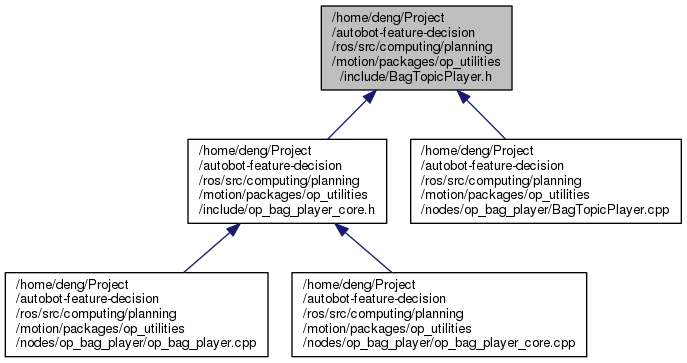 /home/deng/Project
/autobot-feature-decision
/ros/src/computing/planning
/motion/packages/op_utilities
/include/BagTopicPlayer.h
/home/deng/Project
/autobot-feature-decision
/ros/src/computing/planning
/motion/packages/op_utilities
/include/op_bag_player_core.h
/home/deng/Project
/autobot-feature-decision
/ros/src/computing/planning
/motion/packages/op_utilities
/nodes/op_bag_player/BagTopicPlayer.cpp
/home/deng/Project
/autobot-feature-decision
/ros/src/computing/planning
/motion/packages/op_utilities
/nodes/op_bag_player/op_bag_player.cpp
/home/deng/Project
/autobot-feature-decision
/ros/src/computing/planning
/motion/packages/op_utilities
/nodes/op_bag_player/op_bag_player_core.cpp